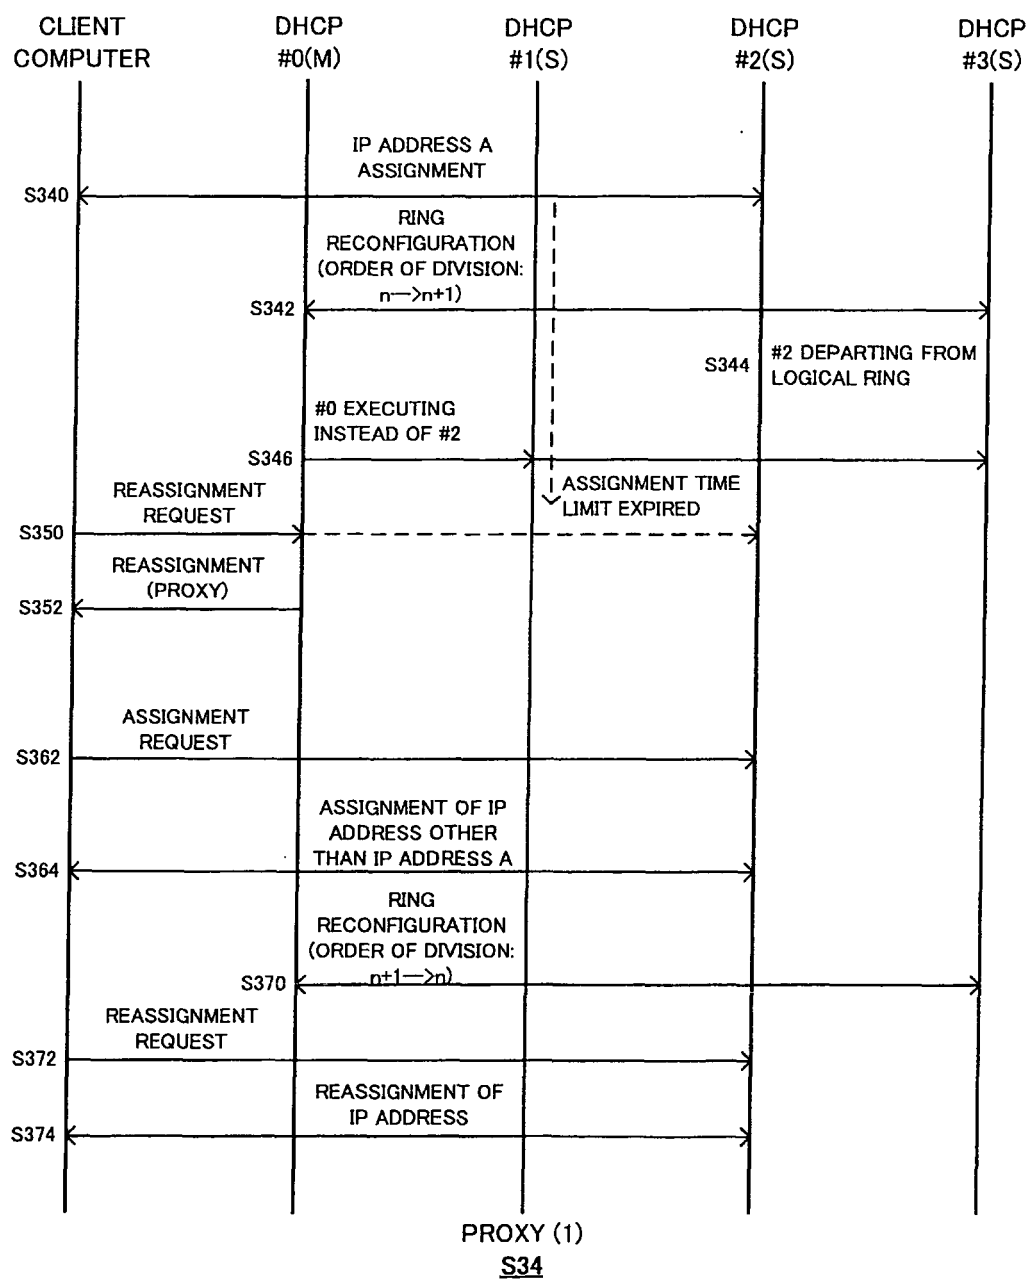 CLIENT
COMPUTER
DHCP
#0(M)
DHCP
#1(S)
DHCP
#2(S)
DHCP
#3(S)
IP ADDRESS A
ASSIGNMENT
S340
RING
RECONFIGURATION
(ORDER OF DIVISION:
n—>n+1)
S342
S344
#2 DEPARTING FROM
LOGICAL RING
#0 EXECUTING
INSTEAD OF #2
S346
ASSIGNMENT TIME
LIMIT EXPIRED
REASSIGNMENT
REQUEST
S350
REASSIGNMENT
(PROXY)
S352
ASSIGNMENT
REQUEST
S362
ASSIGNMENT OF IP
ADDRESS OTHER
THAN IP ADDRESS A
S364
RING
RECONFIGURATION
(ORDER OF DIVISION:
n+1—>n)
S370
REASSIGNMENT
REQUEST
S372
REASSIGNMENT OF
IP ADDRESS
S374
PROXY (1)
S34